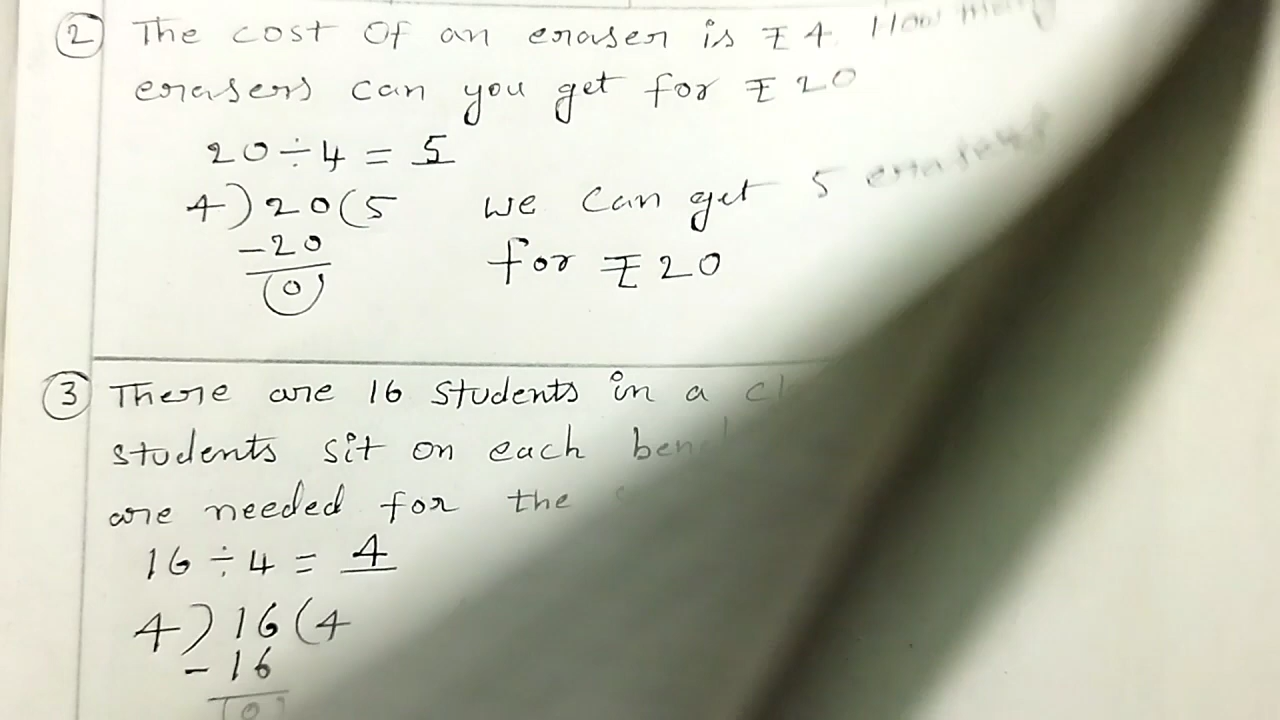 ② The cost of an eraser is ₹ 4. How many
erasers can you get for ₹ 20
20 ÷ 4 = 5
4 ) 20 ( 5 we can get 5 erasers
- 20 for ₹ 20
0
③ There are 16 students in a
students sit on each
are needed for the
16 ÷ 4 = 4
4 ) 16 ( 4
- 16
0